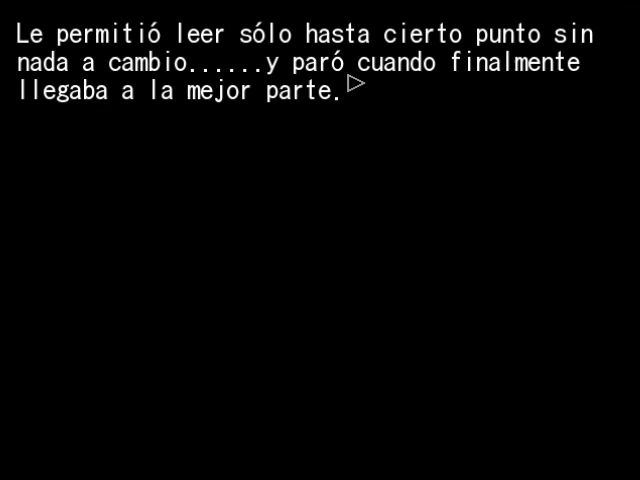 Le permitió leer sólo hasta cierto punto sin
nada a cambio......y paró cuando finalmente
llegaba a la mejor parte.